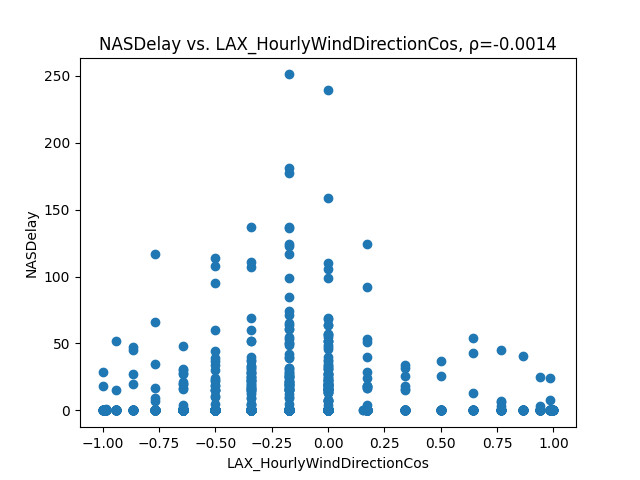 NASDelay vs. LAX_HourlyWindDirectionCos, ρ=-0.0014
250
200
150
100
50
0
NASDelay
−1.00 −0.75 −0.50 −0.25 0.00 0.25 0.50 0.75 1.00
LAX_HourlyWindDirectionCos